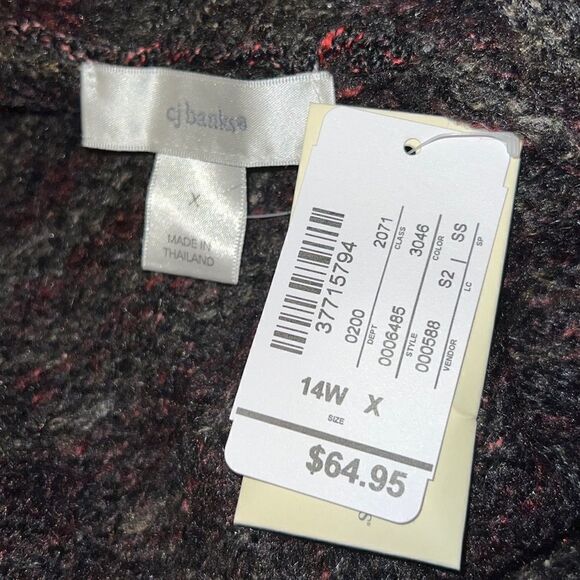 cj banks®
X
MADE IN
THAILAND
37715794
0200 2071
DEPT CLASS
0006485 3046
STYLE COLOR
000588 S2 | SS
VENDOR LC SP
14W X
SIZE
$64.95